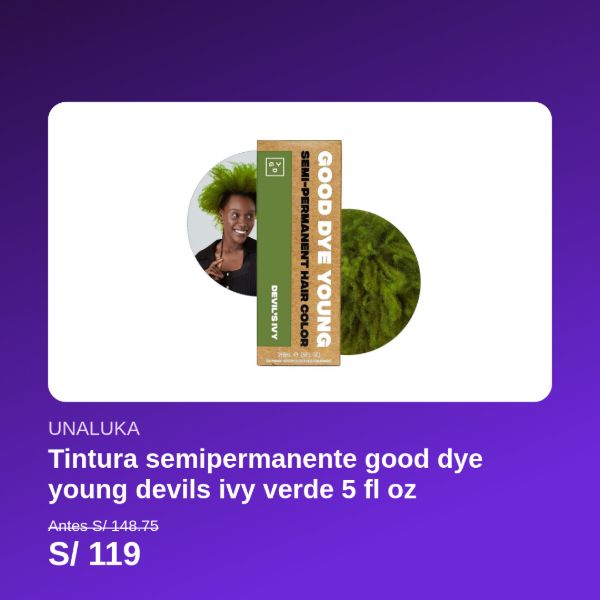 GOOD DYE YOUNG
SEMI-PERMANENT HAIR COLOR
DEVIL'S IVY
UNALUKA
Tintura semipermanente good dye
young devils ivy verde 5 fl oz
Antes S/ 148.75
S/ 119